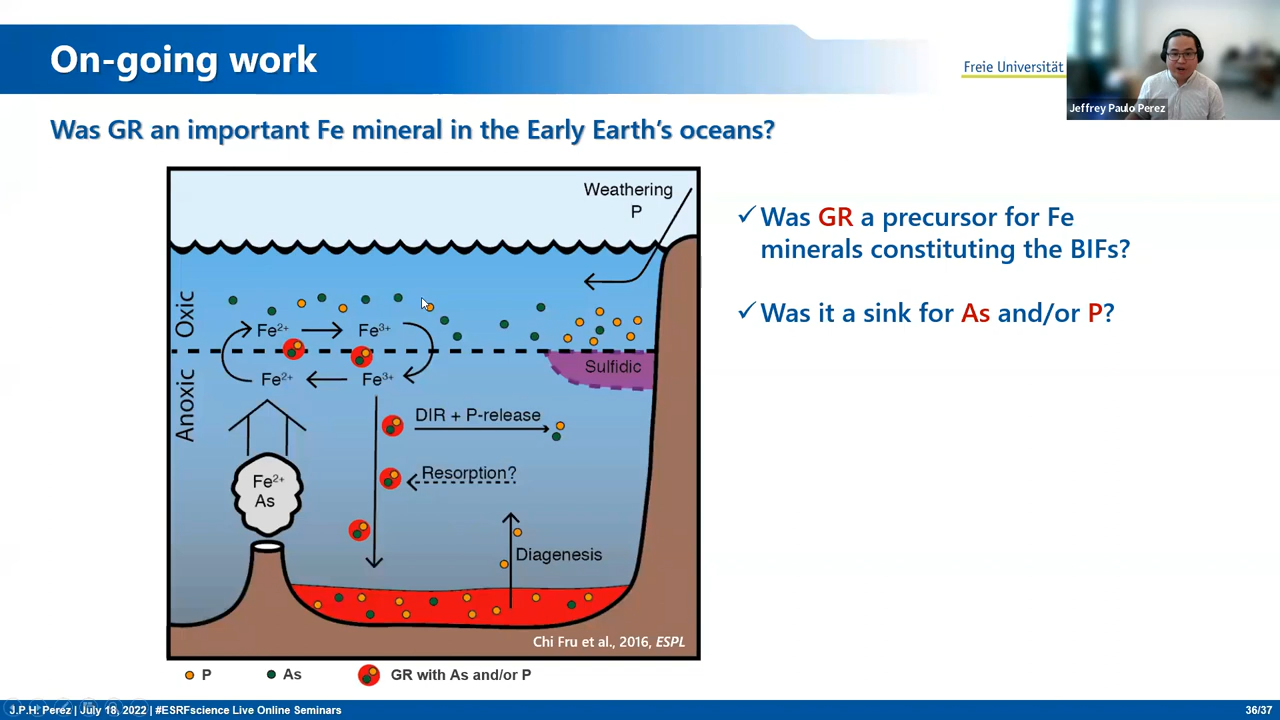 On-going work
Freie Universität
Jeffrey Paulo Perez
Was GR an important Fe mineral in the Early Earth's oceans?
Weathering
P
Oxic
Fe²⁺
Fe³⁺
Sulfidic
Anoxic
Fe²⁺
Fe³⁺
DIR + P-release
Resorption?
Fe²⁺
As
Diagenesis
Chi Fru et al., 2016, ESPL
P
As
GR with As and/or P
✓Was GR a precursor for Fe
minerals constituting the BIFs?
✓Was it a sink for As and/or P?
J.P.H. Perez | July 18, 2022 | #ESRFscience Live Online Seminars
36/37